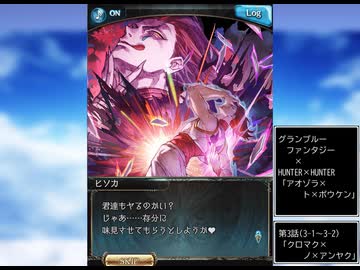 ON
Log
ヒソカ
君達もヤるのかい？
じゃあ……存分に
味見させてもらうとしようか♥
Skip
グランブルー
ファンタジー
×
HUNTER×HUNTER
「アオゾラ×
ト×ボウケン」
第3話(3-1～3-2)
「クロマク×
ノ×アンヤク」